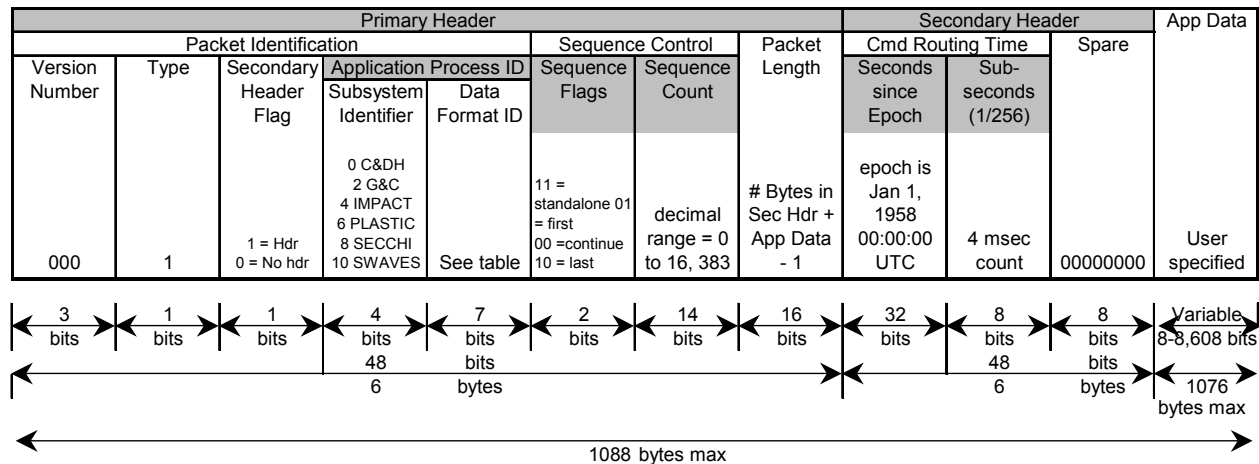 Primary Header Secondary Header App Data
Packet Identification Sequence Control Packet Length Cmd Routing Time Spare
Version Number
Type
Secondary Header Flag
Application Process ID
Subsystem Identifier
Data Format ID
Sequence Flags
Sequence Count
Seconds since Epoch
Sub-seconds (1/256)
000
1
1 = Hdr
0 = No hdr
0 C&DH
2 G&C
4 IMPACT
6 PLASTIC
8 SECCHI
10 SWAVES
See table
11 =
standalone 01
= first
00 =continue
10 = last
decimal
range = 0
to 16, 383
# Bytes in
Sec Hdr +
App Data
- 1
epoch is
Jan 1,
1958
00:00:00
UTC
4 msec
count
00000000
User
specified
3 bits 1 bits 1 bits 4 bits 7 bits 2 bits 14 bits 16 bits 32 bits 8 bits 8 bits Variable 8-8,608 bits
48 bits 48 bits
6 bytes 6 bytes 1076 bytes max
1088 bytes max